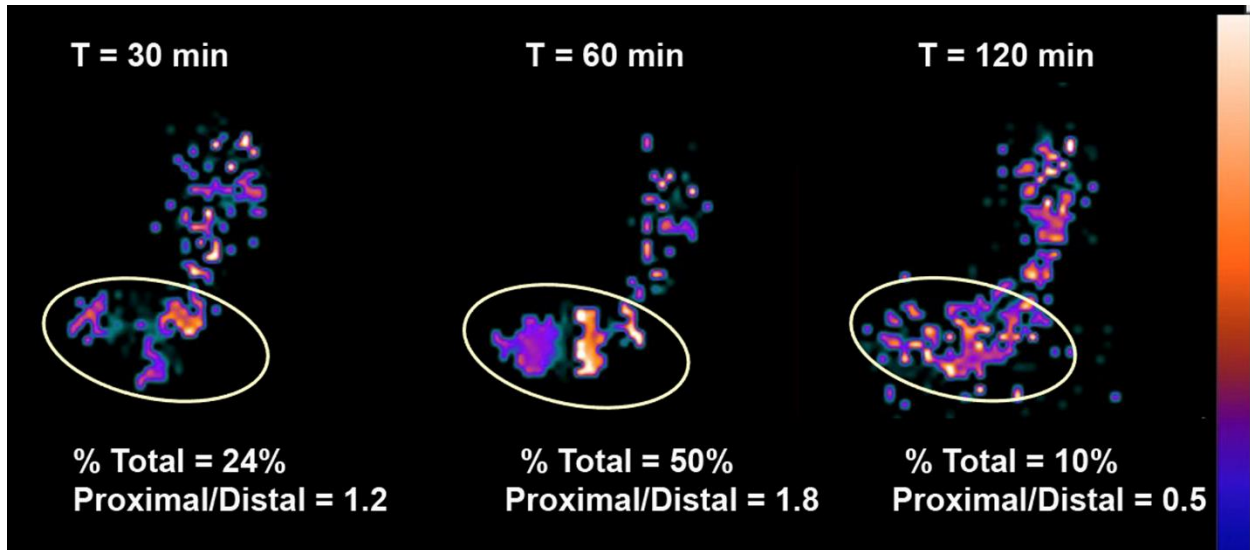 T = 30 min
T = 60 min
T = 120 min
% Total = 24%
Proximal/Distal = 1.2
% Total = 50%
Proximal/Distal = 1.8
% Total = 10%
Proximal/Distal = 0.5